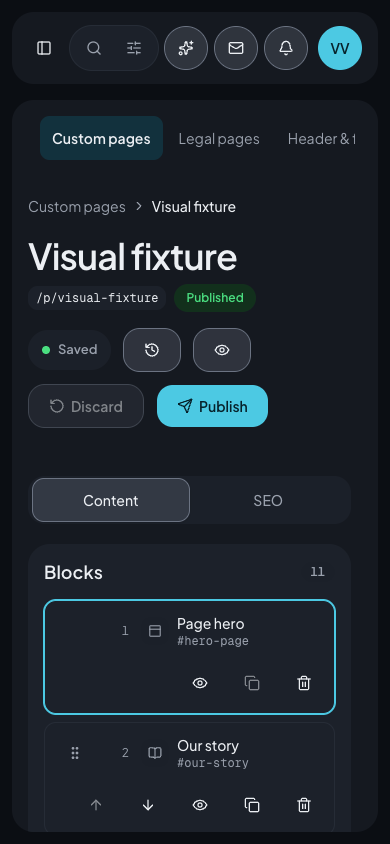 VV
Custom pages Legal pages Header & f
Custom pages > Visual fixture
Visual fixture
/p/visual-fixture Published
Saved
Discard Publish
Content SEO
Blocks 11
1 Page hero
#hero-page
2 Our story
#our-story